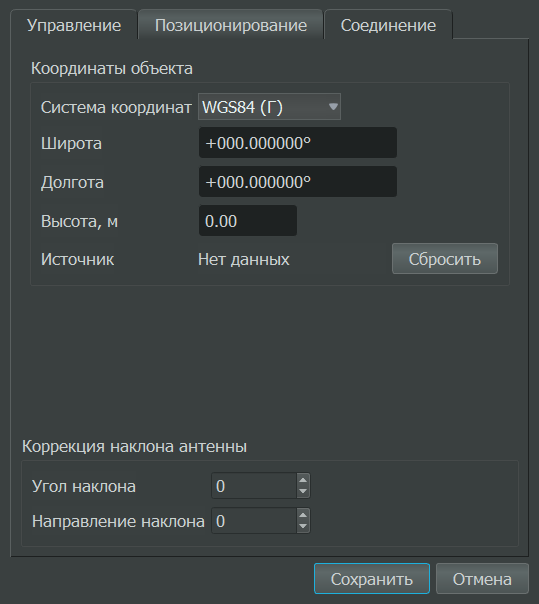 Управление Позиционирование Соединение
Координаты объекта
Система координат WGS84 (Г)
Широта +000.000000°
Долгота +000.000000°
Высота, м 0.00
Источник Нет данных Сбросить
Коррекция наклона антенны
Угол наклона 0
Направление наклона 0
Сохранить Отмена